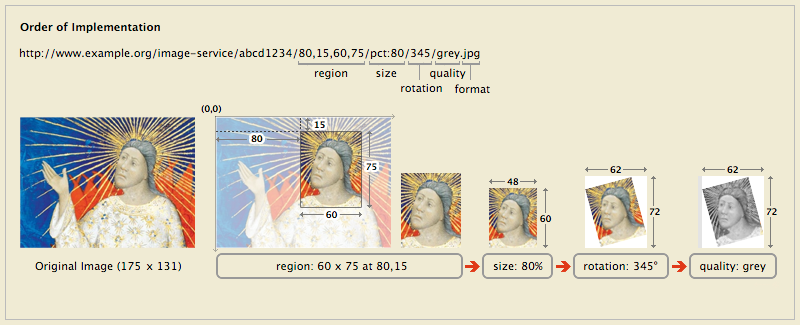 Order of Implementation
http://www.example.org/image-service/abcd1234/80,15,60,75/pct:80/345/grey.jpg
region size quality
rotation format
(0,0)
15
80
75
60
48
60
62
72
62
72
Original Image (175 x 131)
region: 60 x 75 at 80,15
size: 80%
rotation: 345°
quality: grey